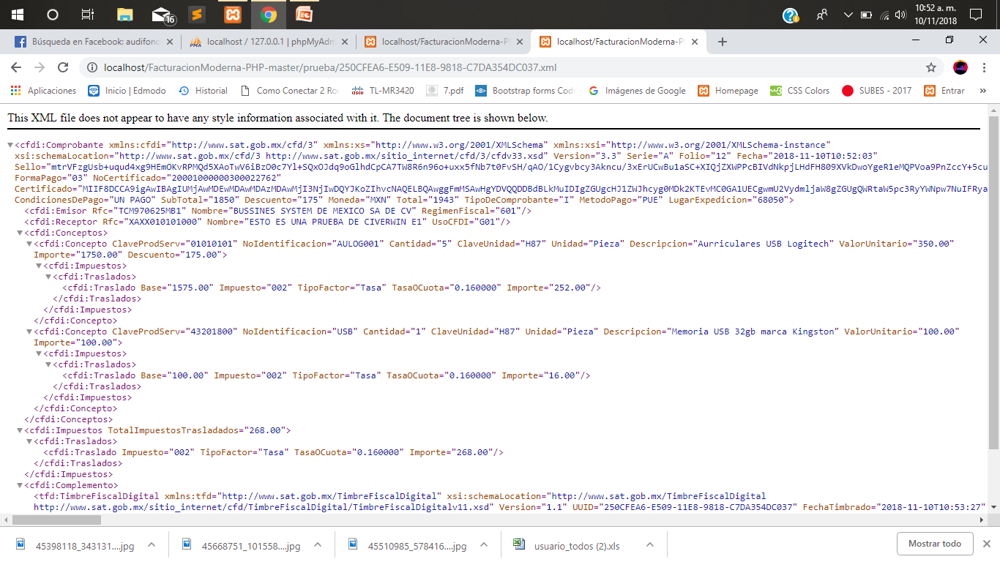 16
10:52 a. m.
10/11/2018
Búsqueda en Facebook: audifono
localhost / 127.0.0.1 | phpMyAdm
localhost/FacturacionModerna-P
localhost/FacturacionModerna-P
localhost/FacturacionModerna-PHP-master/prueba/250CFEA6-E509-11E8-9818-C7DA354DC037.xml
Aplicaciones
Inicio | Edmodo
Historial
Como Conectar 2 Rou
TL-MR3420
7.pdf
Bootstrap forms Code
Imágenes de Google
Homepage
CSS Colors
SUBES - 2017
Entrar
»
This XML file does not appear to have any style information associated with it. The document tree is shown below.
<cfdi:Comprobante xmlns:cfdi="http://www.sat.gob.mx/cfd/3" xmlns:xs="http://www.w3.org/2001/XMLSchema" xmlns:xsi="http://www.w3.org/2001/XMLSchema-instance"
xsi:schemaLocation="http://www.sat.gob.mx/cfd/3 http://www.sat.gob.mx/sitio_internet/cfd/3/cfdv33.xsd" Version="3.3" Serie="A" Folio="12" Fecha="2018-11-10T10:52:03"
Sello="mtrVFzgUsb+uqud4xg9HEmOKvRPMQd5XAoTwV6iBzO0c7Yl+SQxOJdq9oGlhdCpCA7TW8R6n96o+uxx5fNb7t0FvSH/qAO/1Cygvbcy3Akncu/3xErUCwBu1aSC+XIQjZXWPPcBIVdNkpjLHdFH809XVkDwoYgeR1eMQPVoa9PnZccY+5cu
FormaPago="03" NoCertificado="20001000000300022762"
Certificado="MIIF8DCCA9igAwIBAgIUMjAwMDEwMDAwMDAzMDAwMjI3NjIwDQYJKoZIhvcNAQELBQAwggFmMSAwHgYDVQQDDBdBLkMuIDIgZGUgcHJ1ZWJhcyg0MDk2KTEvMC0GA1UECgwmU2VydmljaW8gZGUgQWRtaW5pc3RyYWNpw7NuIFRya
CondicionesDePago="UN PAGO" SubTotal="1850" Descuento="175" Moneda="MXN" Total="1943" TipoDeComprobante="I" MetodoPago="PUE" LugarExpedicion="68050">
<cfdi:Emisor Rfc="TCM970625MB1" Nombre="BUSSINES SYSTEM DE MEXICO SA DE CV" RegimenFiscal="601"/>
<cfdi:Receptor Rfc="XAXX010101000" Nombre="ESTO ES UNA PRUEBA DE CIVERWIN E1" UsoCFDI="G01"/>
<cfdi:Conceptos>
<cfdi:Concepto ClaveProdServ="01010101" NoIdentificacion="AULOG001" Cantidad="5" ClaveUnidad="H87" Unidad="Pieza" Descripcion="Aurriculares USB Logitech" ValorUnitario="350.00"
Importe="1750.00" Descuento="175.00">
<cfdi:Impuestos>
<cfdi:Traslados>
<cfdi:Traslado Base="1575.00" Impuesto="002" TipoFactor="Tasa" TasaOCuota="0.160000" Importe="252.00"/>
</cfdi:Traslados>
</cfdi:Impuestos>
</cfdi:Concepto>
<cfdi:Concepto ClaveProdServ="43201800" NoIdentificacion="USB" Cantidad="1" ClaveUnidad="H87" Unidad="Pieza" Descripcion="Memoria USB 32gb marca Kingston" ValorUnitario="100.00"
Importe="100.00">
<cfdi:Impuestos>
<cfdi:Traslados>
<cfdi:Traslado Base="100.00" Impuesto="002" TipoFactor="Tasa" TasaOCuota="0.160000" Importe="16.00"/>
</cfdi:Traslados>
</cfdi:Impuestos>
</cfdi:Concepto>
</cfdi:Conceptos>
<cfdi:Impuestos TotalImpuestosTrasladados="268.00">
<cfdi:Traslados>
<cfdi:Traslado Impuesto="002" TipoFactor="Tasa" TasaOCuota="0.160000" Importe="268.00"/>
</cfdi:Traslados>
</cfdi:Impuestos>
<cfdi:Complemento>
<tfd:TimbreFiscalDigital xmlns:tfd="http://www.sat.gob.mx/TimbreFiscalDigital" xsi:schemaLocation="http://www.sat.gob.mx/TimbreFiscalDigital
http://www.sat.gob.mx/sitio_internet/cfd/TimbreFiscalDigital/TimbreFiscalDigitalv11.xsd" Version="1.1" UUID="250CFEA6-E509-11E8-9818-C7DA354DC037" FechaTimbrado="2018-11-10T10:53:27"
45398118_343131....jpg
45668751_101558....jpg
45510985_578416....jpg
usuario_todos (2).xls
Mostrar todo